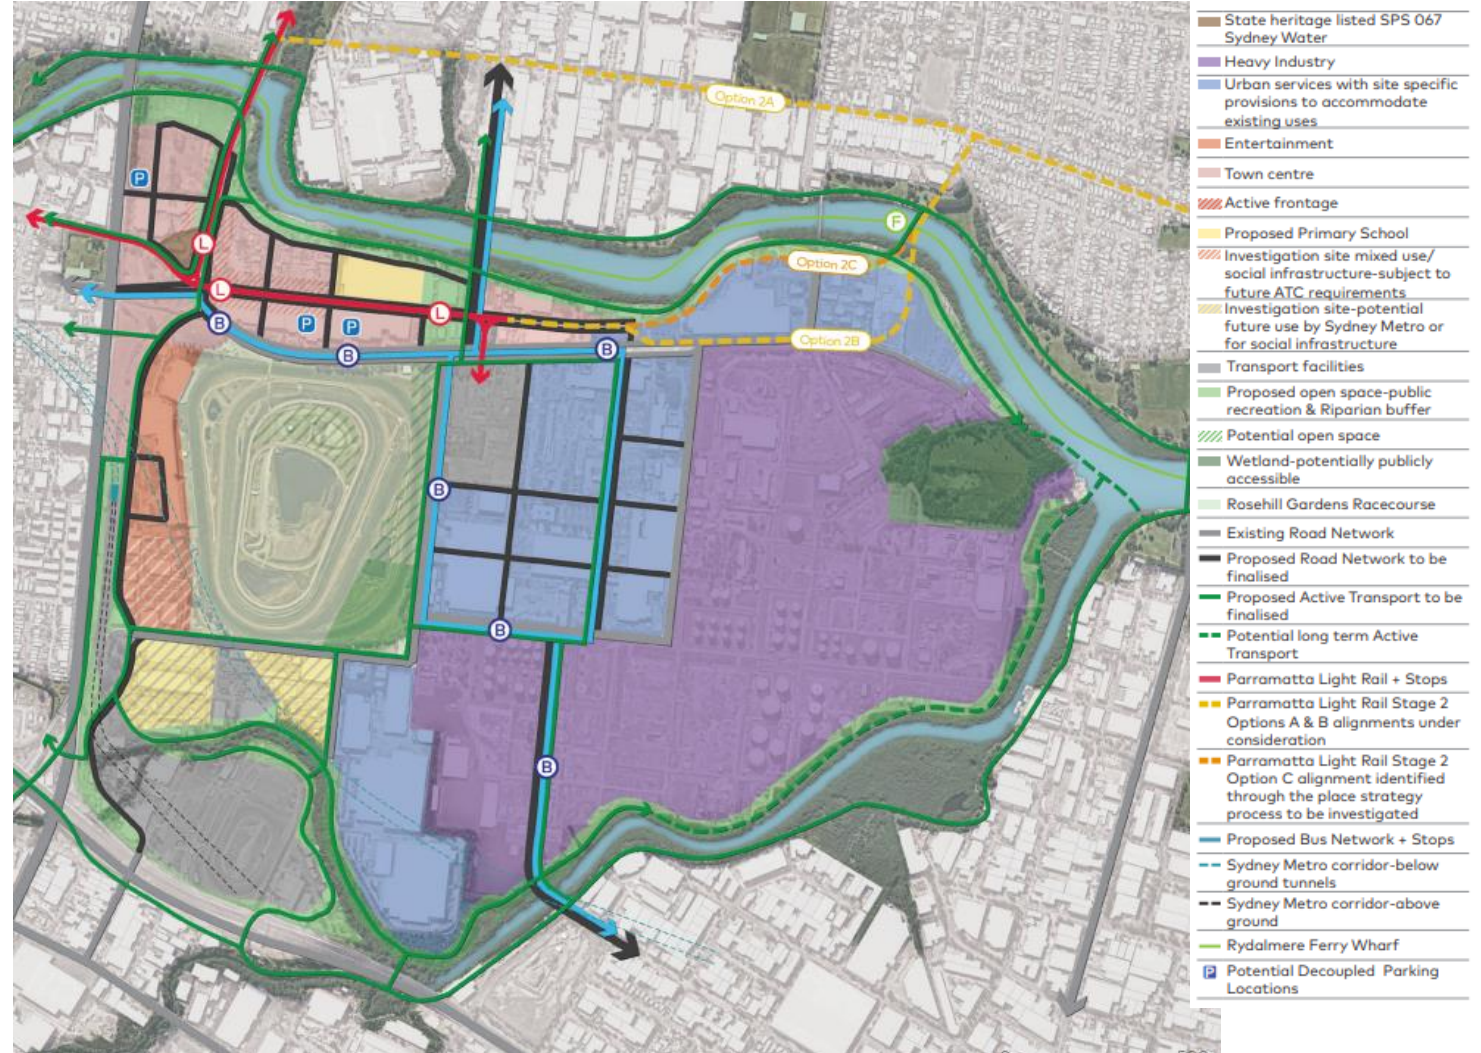 Option 2A
P
F
L
Option 2C
L
P
P
L
B
B
B
Option 2B
B
B
B
State heritage listed SPS 067
Sydney Water
Heavy Industry
Urban services with site specific
provisions to accommodate
existing uses
Entertainment
Town centre
Active frontage
Proposed Primary School
Investigation site mixed use/
social infrastructure-subject to
future ATC requirements
Investigation site-potential
future use by Sydney Metro or
for social infrastructure
Transport facilities
Proposed open space-public
recreation & Riparian buffer
Potential open space
Wetland-potentially publicly
accessible
Rosehill Gardens Racecourse
Existing Road Network
Proposed Road Network to be
finalised
Proposed Active Transport to be
finalised
Potential long term Active
Transport
Parramatta Light Rail + Stops
Parramatta Light Rail Stage 2
Options A & B alignments under
consideration
Parramatta Light Rail Stage 2
Option C alignment identified
through the place strategy
process to be investigated
Proposed Bus Network + Stops
Sydney Metro corridor-below
ground tunnels
Sydney Metro corridor-above
ground
Rydalmere Ferry Wharf
P Potential Decoupled Parking
Locations